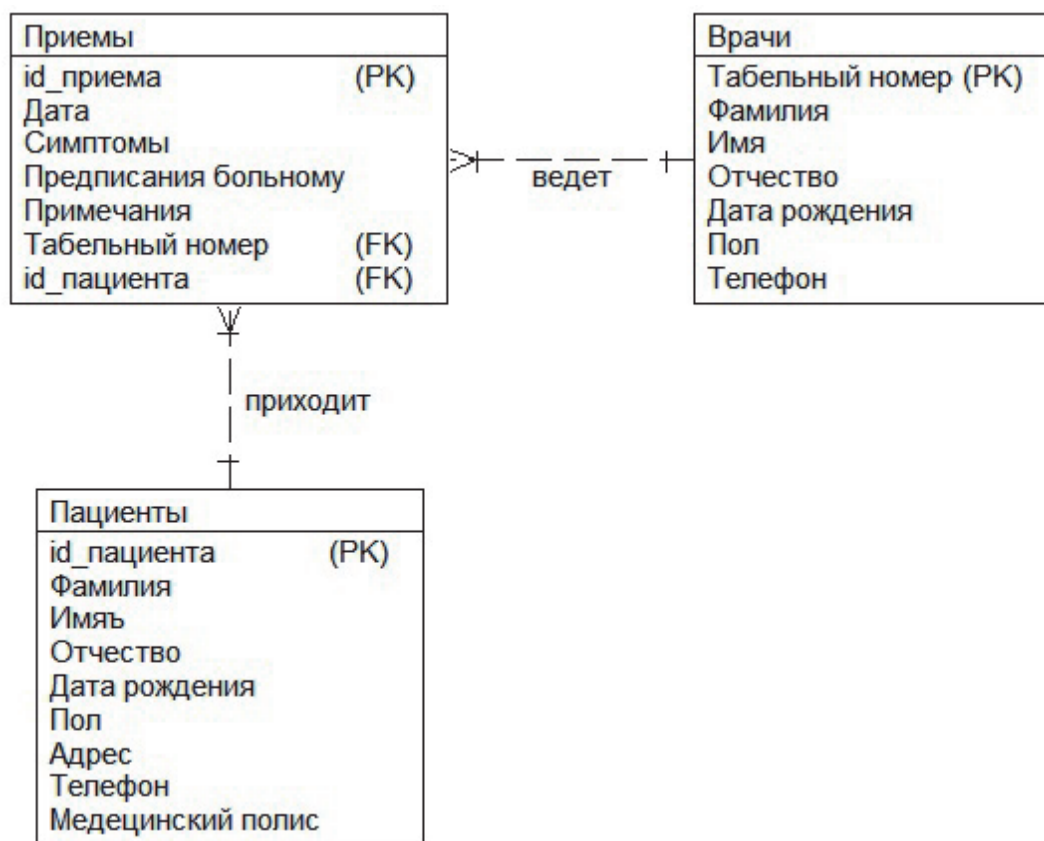 Приемы
id_приема (PK)
Дата
Симптомы
Предписания больному
Примечания
Табельный номер (FK)
id_пациента (FK)
ведет
Врачи
Табельный номер (PK)
Фамилия
Имя
Отчество
Дата рождения
Пол
Телефон
приходит
Пациенты
id_пациента (PK)
Фамилия
Имяъ
Отчество
Дата рождения
Пол
Адрес
Телефон
Медецинский полис